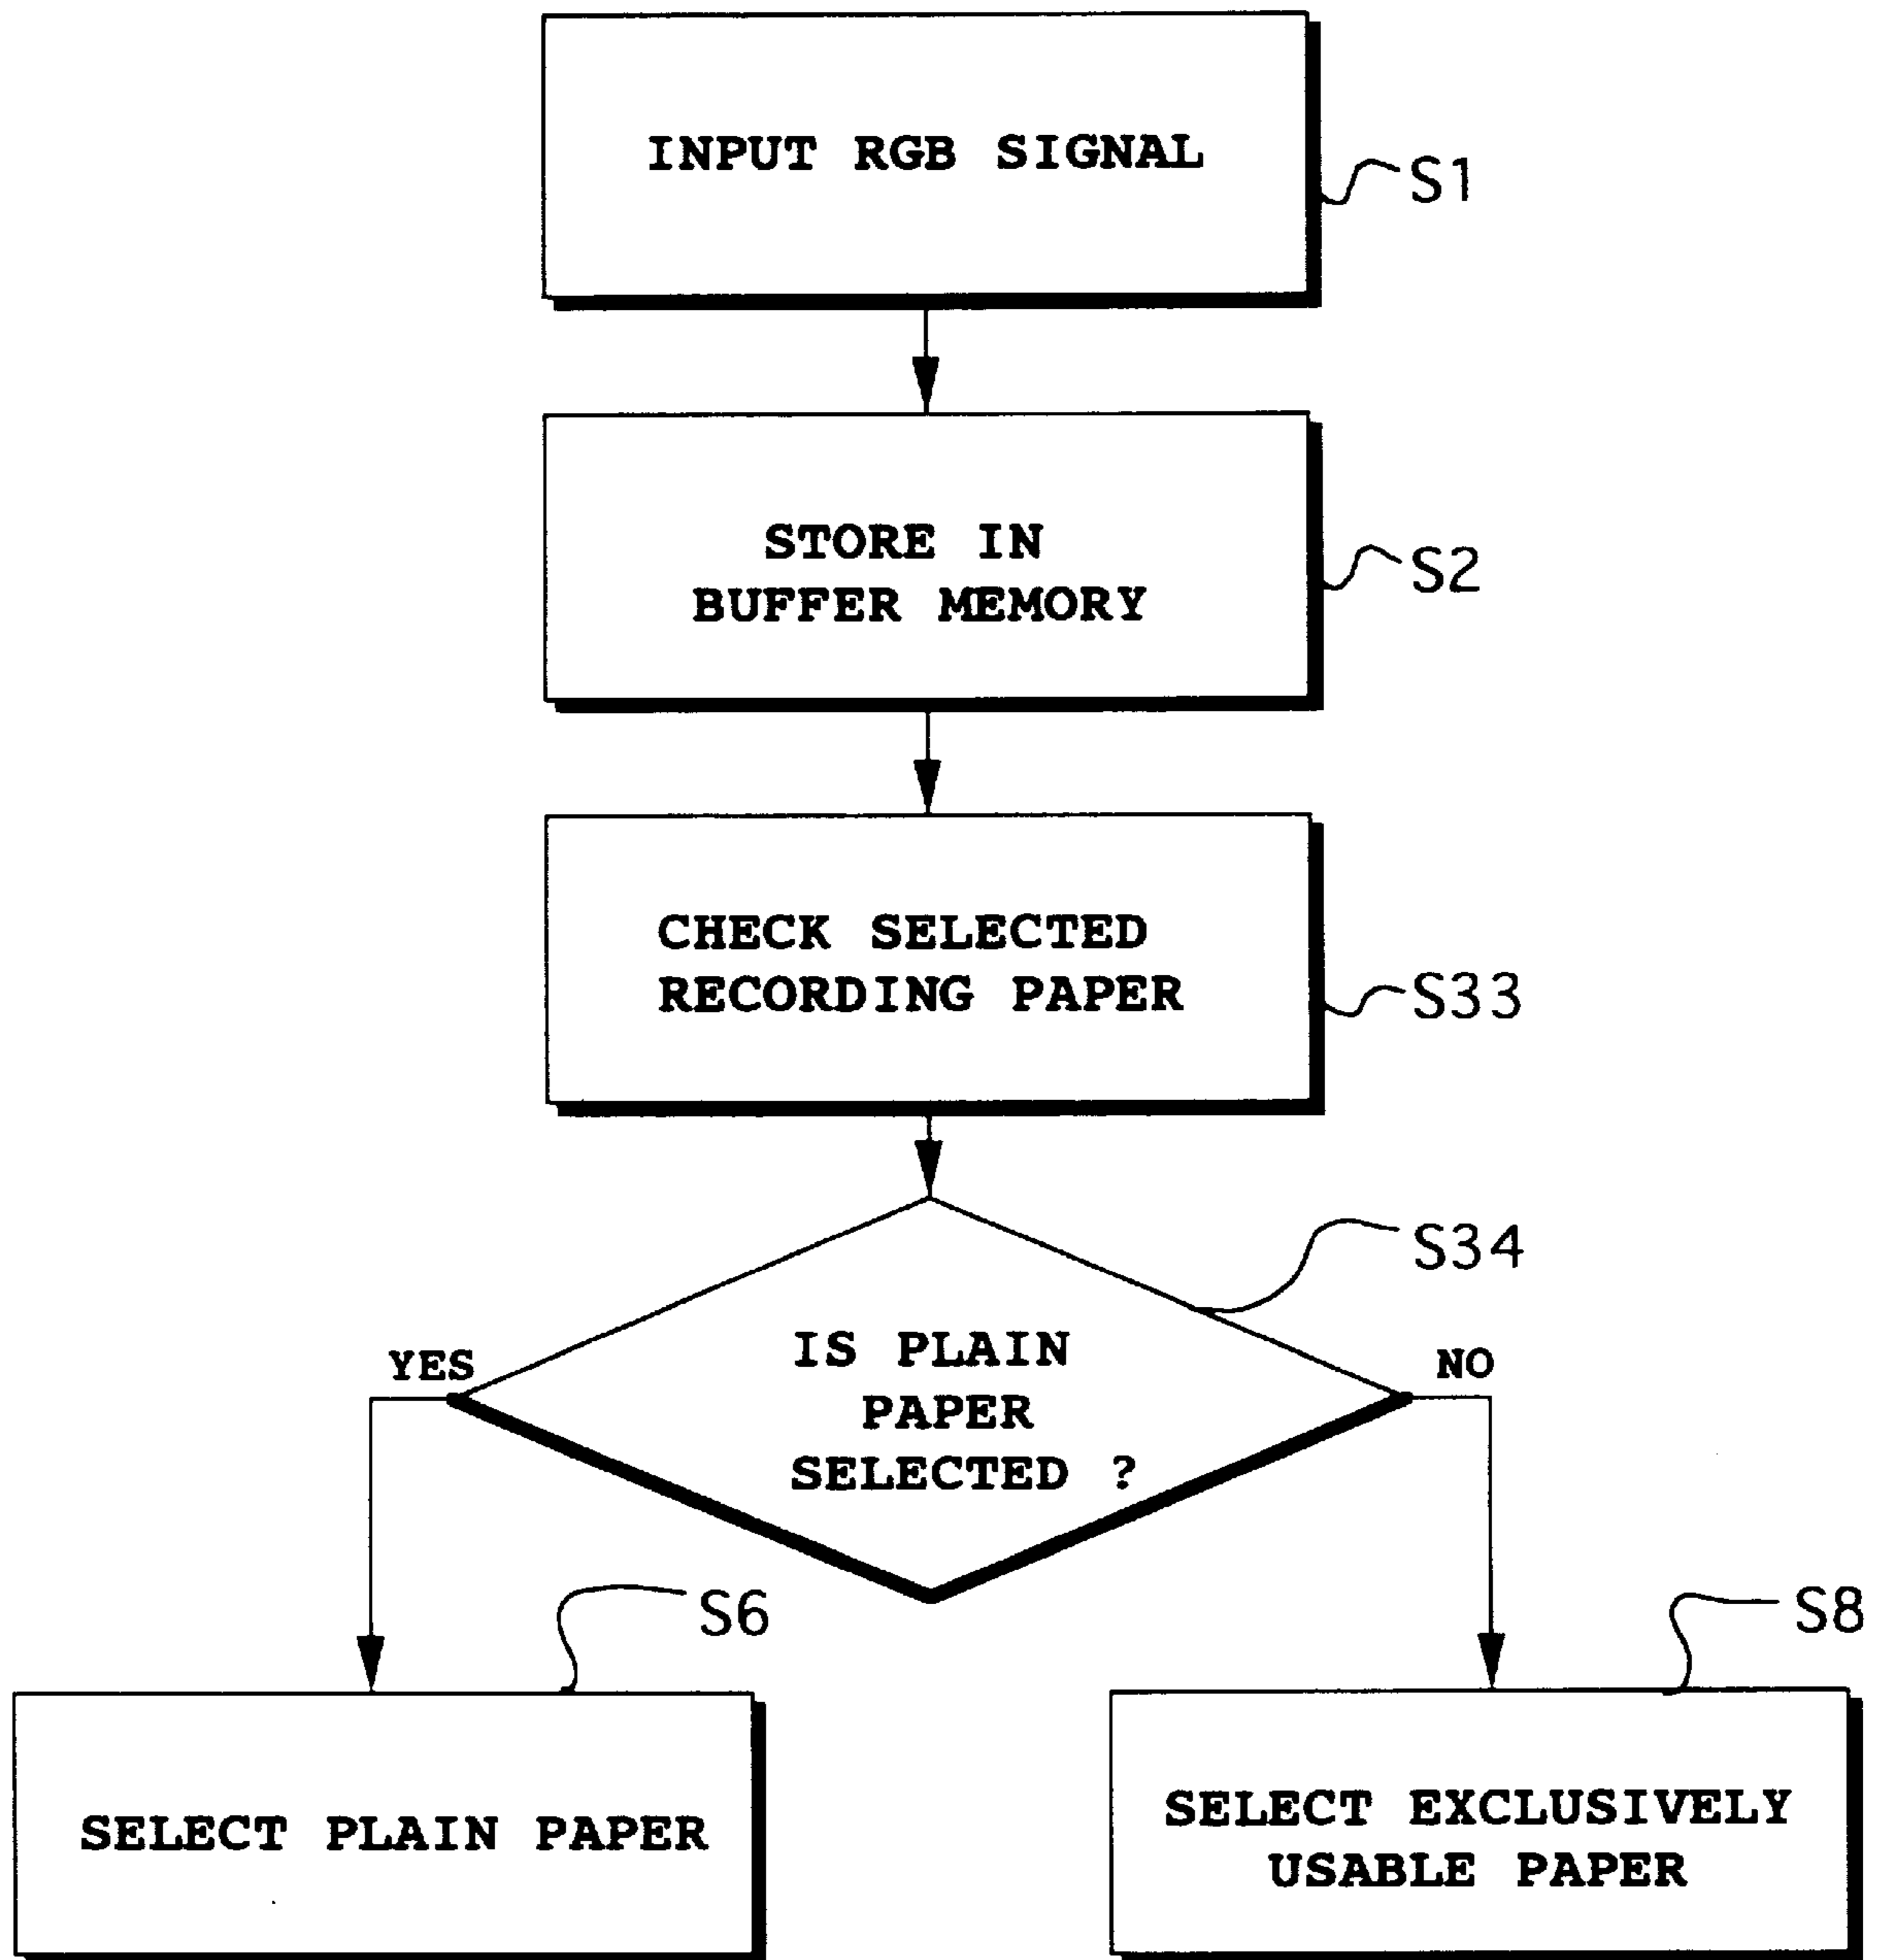 INPUT RGB SIGNAL
S1
STORE IN
BUFFER MEMORY
S2
CHECK SELECTED
RECORDING PAPER
S33
S34
IS PLAIN
PAPER
SELECTED ?
YES
NO
S6
S8
SELECT PLAIN PAPER
SELECT EXCLUSIVELY
USABLE PAPER